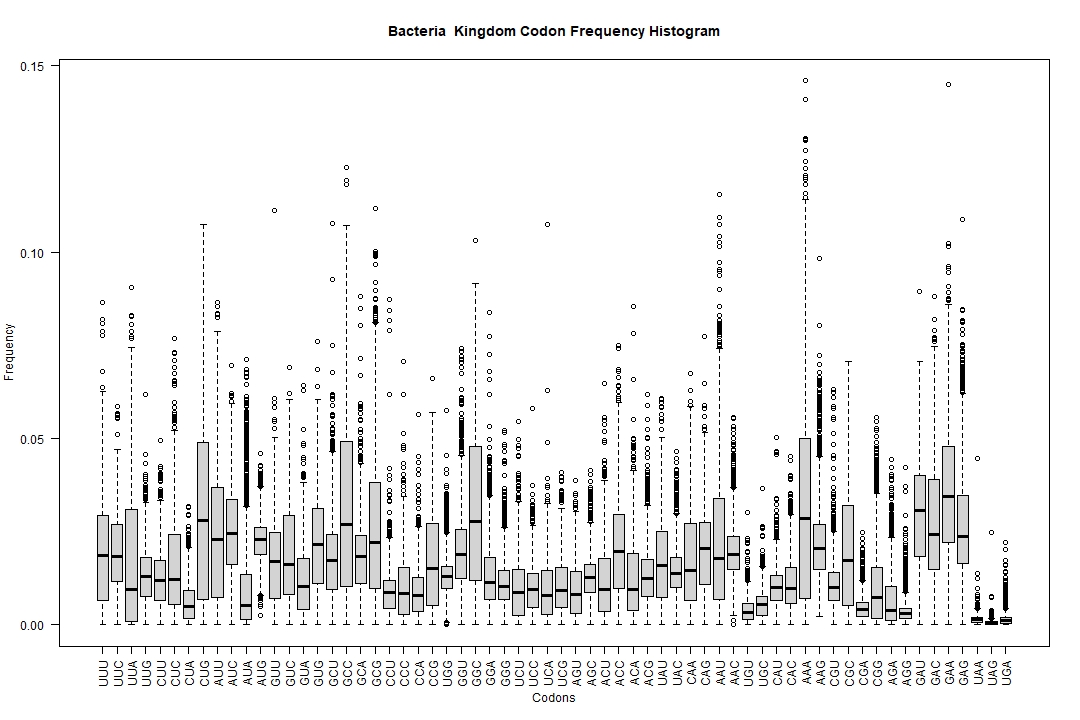 Bacteria  Kingdom Codon Frequency Histogram
0.15
0.10
0.05
0.00
Frequency
UUU UUC UUA UUG CUU CUC CUA CUG AUU AUC AUA AUG GUU GUC GUA GUG GCU GCC GCA GCG CCU CCC CCA CCG UGG GGU GGC GGA GGG UCU UCC UCA UCG AGU AGC ACU ACC ACA ACG UAU UAC CAA CAG AAU AAC UGU UGC CAU CAC AAA AAG CGU CGC CGA CGG AGA AGG GAU GAC GAA GAG UAA UAG UGA
Codons